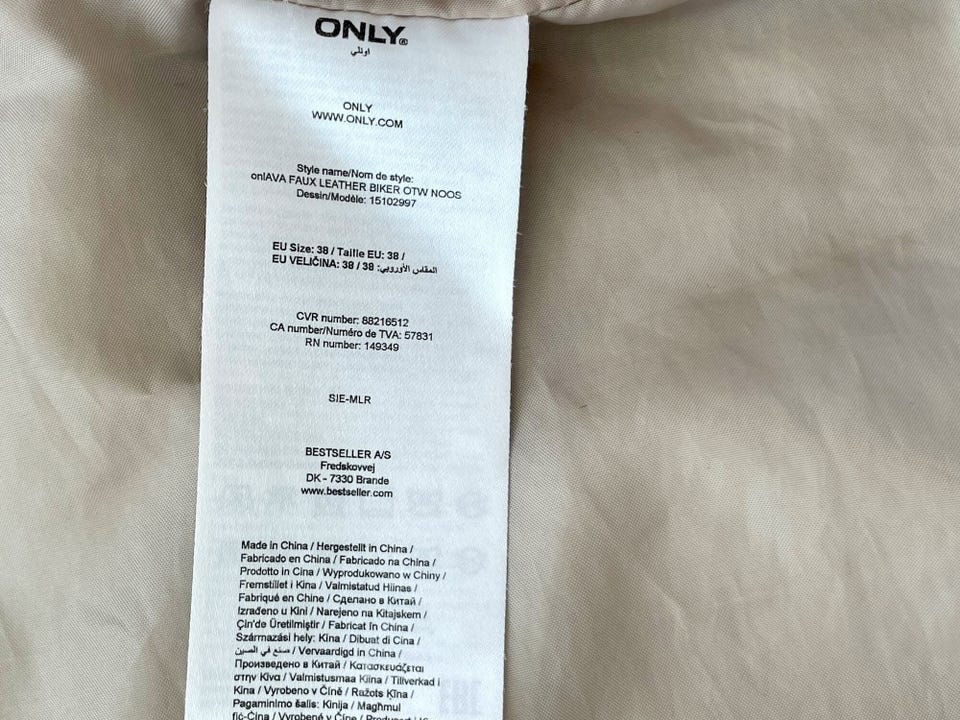 ONLY®
اونلي
ONLY
WWW.ONLY.COM
Style name/Nom de style:
onlAVA FAUX LEATHER BIKER OTW NOOS
Dessin/Modèle: 15102997
EU Size: 38 / Taille EU: 38 /
EU VELIČINA: 38 / 38 :المقاس الأوروبي
CVR number: 88216512
CA number/Numéro de TVA: 57831
RN number: 149349
SIE-MLR
BESTSELLER A/S
Fredskovvej
DK - 7330 Brande
www.bestseller.com
Made in China / Hergestellt in China /
Fabricado en China / Fabricado na China /
Prodotto in Cina / Wyprodukowano w Chiny /
Fremstillet i Kina / Valmistatud Hiinas /
Fabriqué en Chine / Сделано в Китай /
Izrađeno u Kini / Narejeno na Kitajskem /
Çin'de Üretilmiştir / Fabricat în China /
Származási hely: Kína / Dibuat di Cina /
صنع في الصين / Vervaardigd in China /
Произведено в Китай / Κατασκευάζεται
στην Κίνα / Valmistusmaa Kiina / Tillverkad i
Kina / Vyrobeno v Číně / Ražots Ķīna /
Pagaminimo šalis: Kinija / Magħmul
fiċ-Ċina / Vyrobené v Číne /